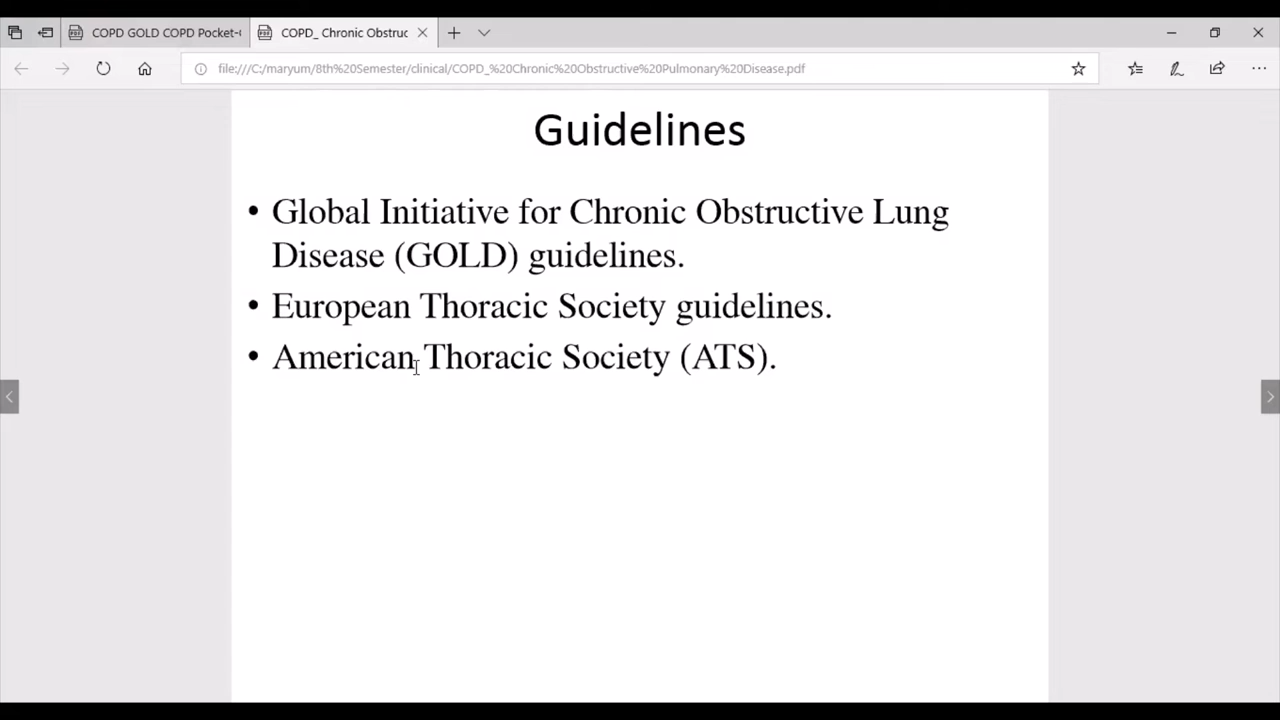 COPD GOLD COPD Pocket-
COPD_ Chronic Obstruc
file:///C:/maryum/8th%20Semester/clinical/COPD_%20Chronic%20Obstructive%20Pulmonary%20Disease.pdf
Guidelines
• Global Initiative for Chronic Obstructive Lung
Disease (GOLD) guidelines.
• European Thoracic Society guidelines.
• American Thoracic Society (ATS).